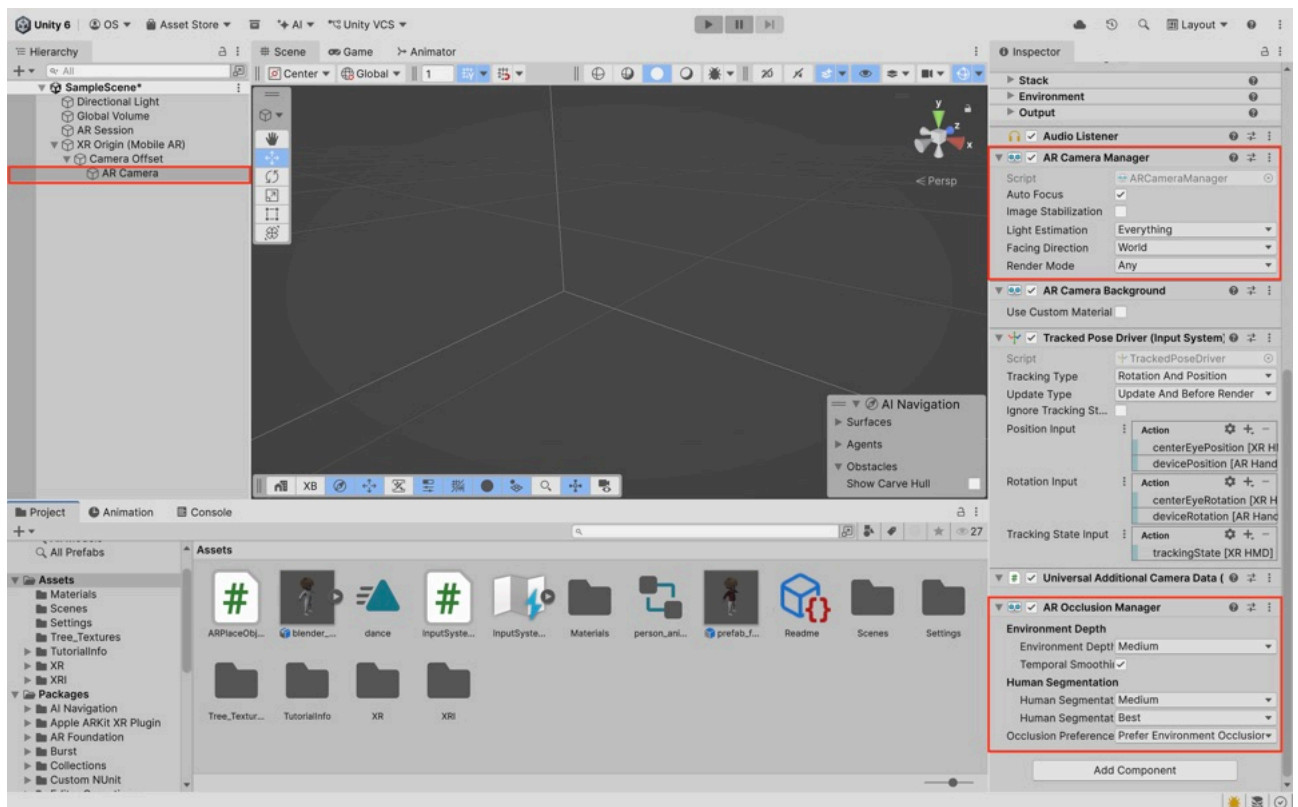 Unity 6 OS Asset Store AI Unity VCS Layout
Hierarchy
All
SampleScene*
Directional Light
Global Volume
AR Session
XR Origin (Mobile AR)
Camera Offset
AR Camera
Scene Game Animator
Center Global 1
y
z
x
Persp
AI Navigation
Surfaces
Agents
Obstacles
Show Carve Hull
XB
Project Animation Console
27
All Prefabs
Assets
Materials
Scenes
Settings
Tree_Textures
TutorialInfo
XR
XRI
Packages
AI Navigation
Apple ARKit XR Plugin
AR Foundation
Burst
Collections
Custom NUnit
Assets
ARPlaceObj... blender_... dance InputSyste... InputSyste... Materials person_ani... prefab_f... Readme Scenes Settings
Tree_Textur... TutorialInfo XR XRI
Inspector
Stack
Environment
Output
Audio Listener
AR Camera Manager
Script ARCameraManager
Auto Focus
Image Stabilization
Light Estimation Everything
Facing Direction World
Render Mode Any
AR Camera Background
Use Custom Material
Tracked Pose Driver (Input System)
Script TrackedPoseDriver
Tracking Type Rotation And Position
Update Type Update And Before Render
Ignore Tracking St...
Position Input Action
centerEyePosition [XR H
devicePosition [AR Hand
Rotation Input Action
centerEyeRotation [XR H
deviceRotation [AR Hand
Tracking State Input Action
trackingState [XR HMD]
Universal Additional Camera Data (
AR Occlusion Manager
Environment Depth
Environment Depth Medium
Temporal Smoothi
Human Segmentation
Human Segmentat Medium
Human Segmentat Best
Occlusion Preference Prefer Environment Occlusion
Add Component